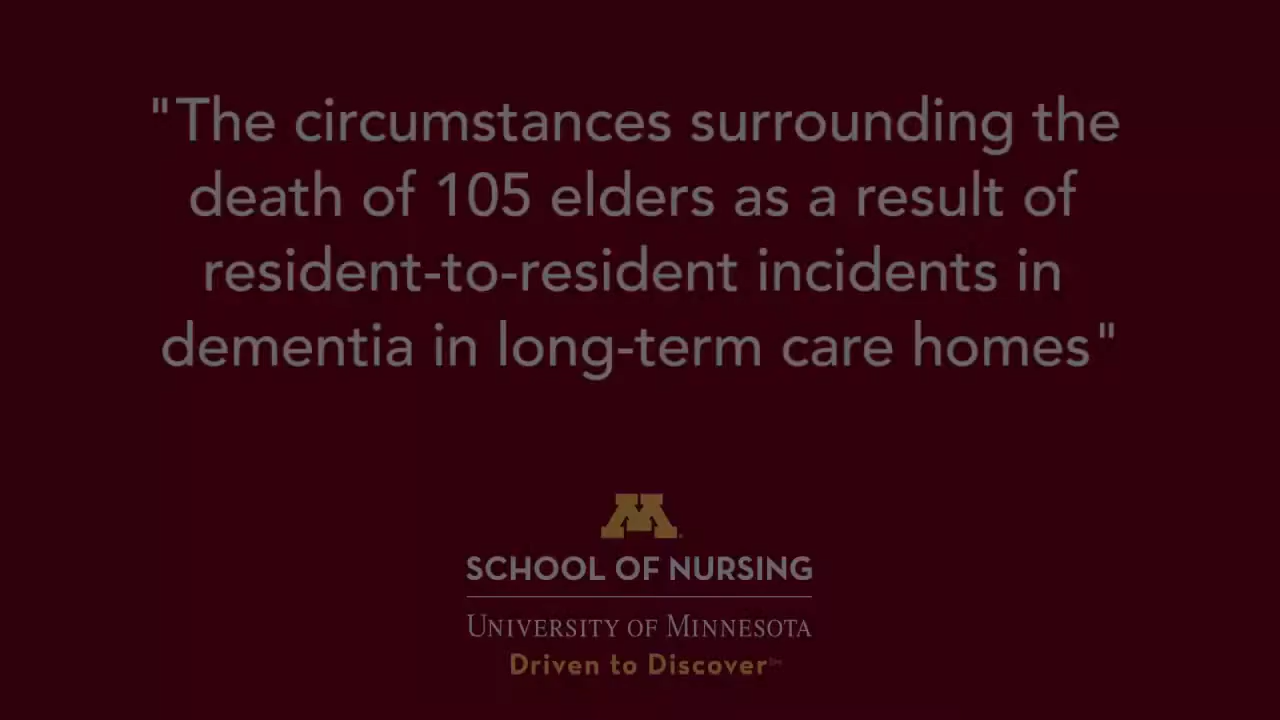 "The circumstances surrounding the
death of 105 elders as a result of
resident-to-resident incidents in
dementia in long-term care homes"
M
SCHOOL OF NURSING
UNIVERSITY OF MINNESOTA
Driven to Discover℠